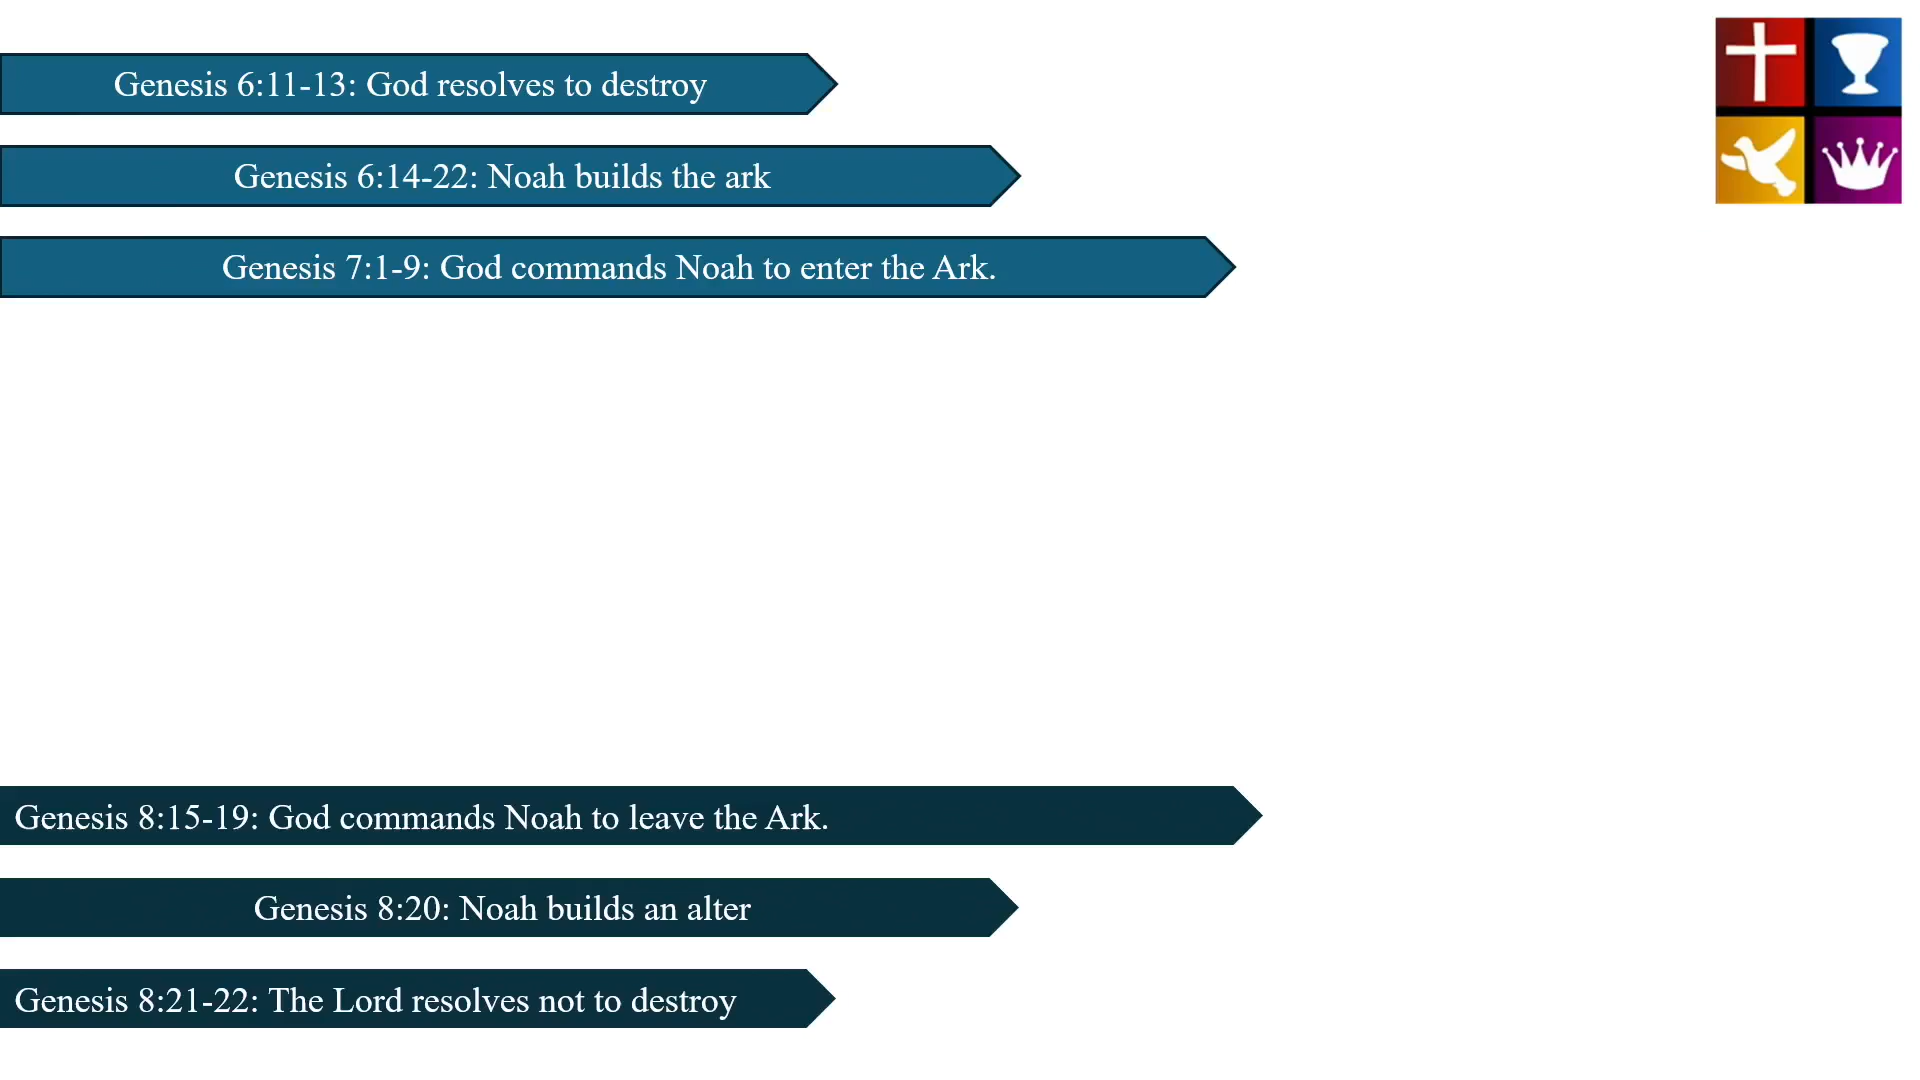 Genesis 6:11-13: God resolves to destroy
Genesis 6:14-22: Noah builds the ark
Genesis 7:1-9: God commands Noah to enter the Ark.
Genesis 8:15-19: God commands Noah to leave the Ark.
Genesis 8:20: Noah builds an alter
Genesis 8:21-22: The Lord resolves not to destroy